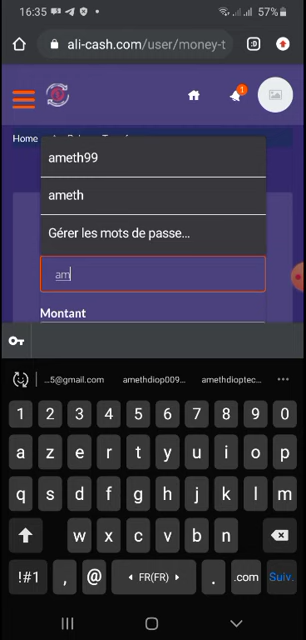 16:35
57%
ali-cash.com/user/money-t
:D
1
Home
ameth99
ameth
Gérer les mots de passe...
am
Montant
...5@gmail.com amethdiop009... amethdioptec...
1 2 3 4 5 6 7 8 9 0
a z e r t y u i o p
q s d f g h j k l m
w x c v b n
!#1 , @ FR(FR) . .com Suiv.